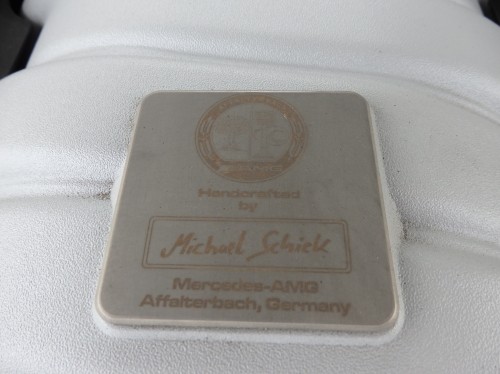 Handcrafted
by
Michael Schick
Mercedes-AMG
Affalterbach, Germany